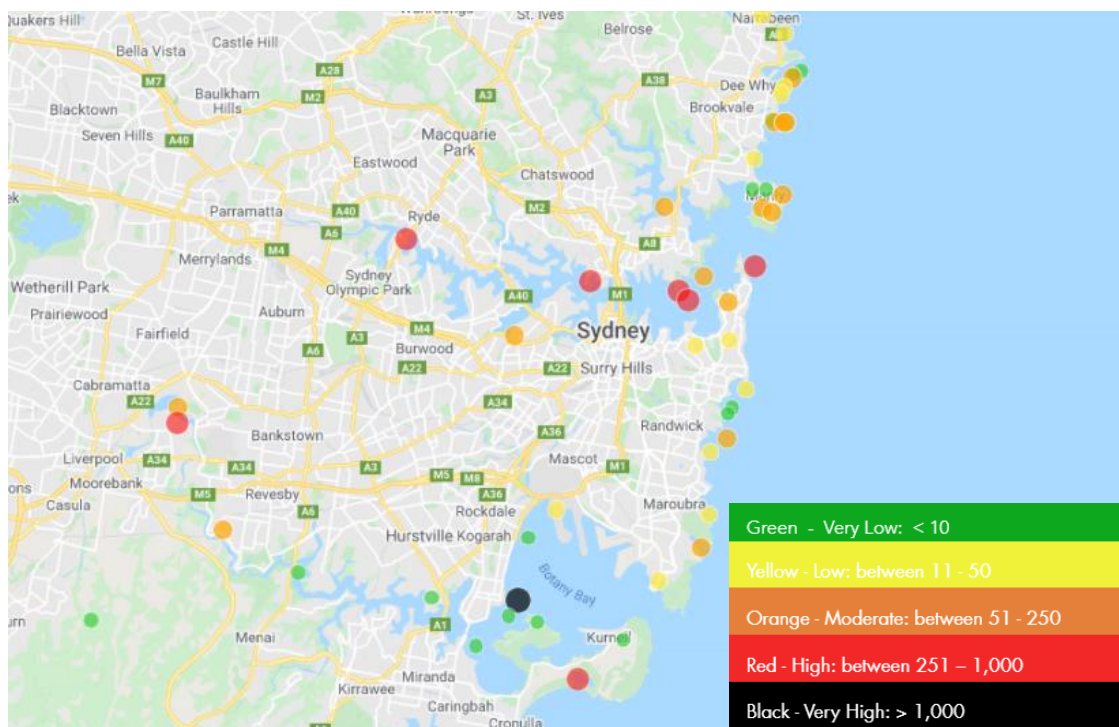 Quakers Hill
St. Ives
Belrose
Narrabeen
Castle Hill
Bella Vista
A28
M7
A3
A38
Dee Why
Baulkham
Hills
M2
Brookvale
Blacktown
Seven Hills
A40
Macquarie
Park
Eastwood
Chatswood
Parramatta
A40
Ryde
M2
A6
A8
M4
Merrylands
Sydney
Olympic Park
Wetherill Park
A40
M1
Prairiewood
Auburn
Fairfield
A3
M4
Sydney
A6
Burwood
A22
Surry Hills
A22
Cabramatta
A22
A34
Randwick
Bankstown
A36
Liverpool
A34
A34
A3
Mascot
M1
M5
M8
Moorebank
M5
Revesby
A36
Casula
A6
Rockdale
Maroubra
Hurstville
Kogarah
Botany Bay
Menai
A1
Kurnell
Miranda
Kirrawee
Caringbah
Cronulla
Green - Very Low: < 10
Yellow - Low: between 11 - 50
Orange - Moderate: between 51 - 250
Red - High: between 251 – 1,000
Black - Very High: > 1,000